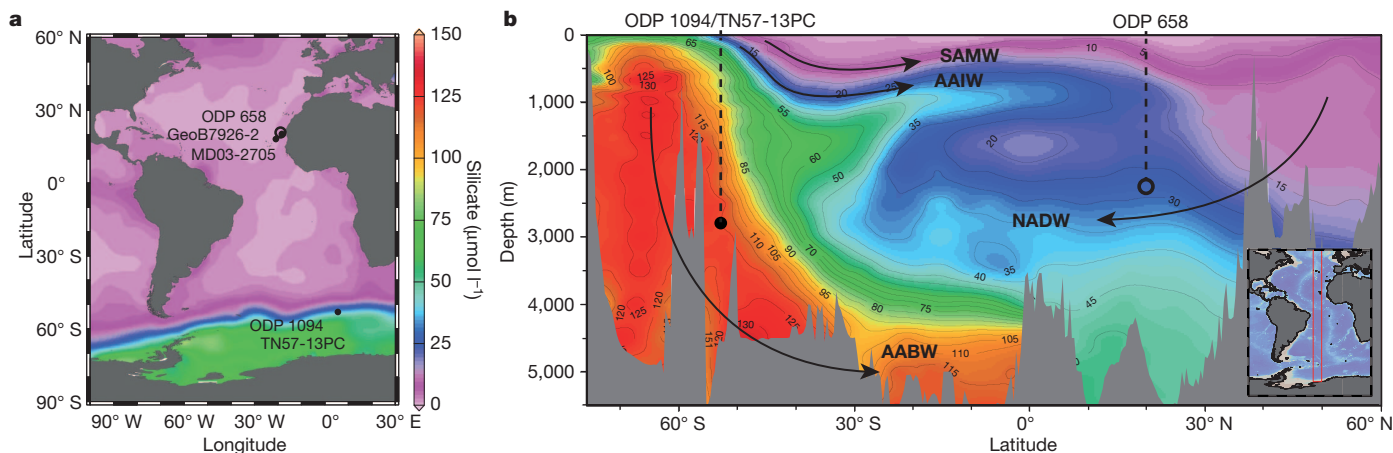 a
60° N
30° N
0°
30° S
60° S
90° S
Latitude
90° W
60° W
30° W
0°
30° E
Longitude
ODP 658
GeoB7926-2
MD03-2705
ODP 1094
TN57-13PC
150
125
100
75
50
25
0
Silicate (µmol l⁻¹)
b
ODP 1094/TN57-13PC
ODP 658
0
1,000
2,000
3,000
4,000
5,000
Depth (m)
60° S
30° S
0°
30° N
60° N
Latitude
SAMW
AAIW
NADW
AABW
65
15
10
5
100
125
130
20
25
55
35
115
120
85
60
50
20
15
30
110
105
90
70
40
35
95
80
75
45
120
125
120
130
125
151
120
105
110
115